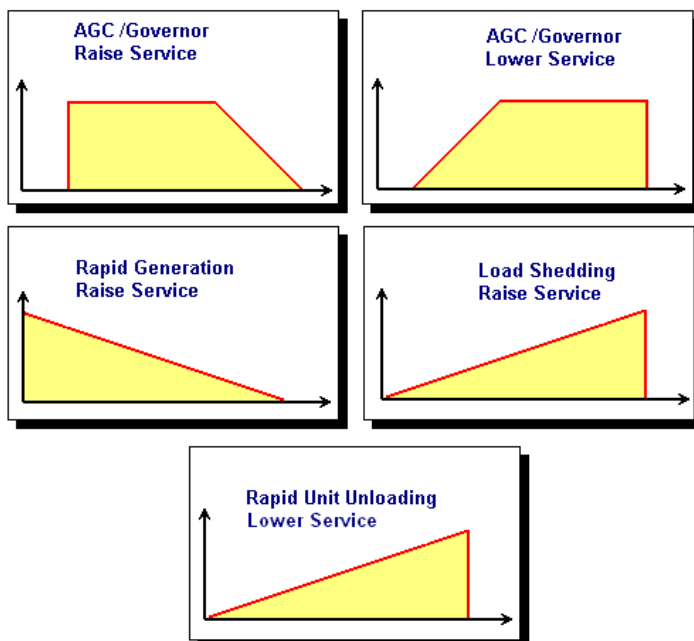 AGC /Governor
Raise Service
AGC /Governor
Lower Service
Rapid Generation
Raise Service
Load Shedding
Raise Service
Rapid Unit Unloading
Lower Service